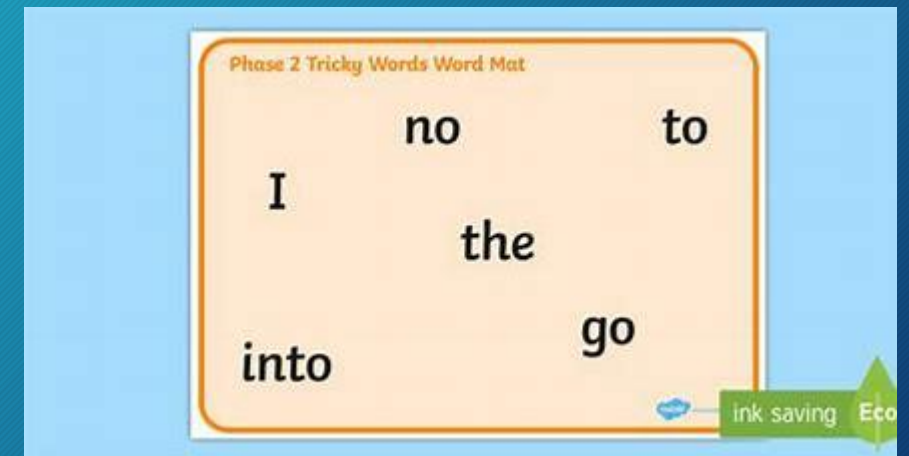 Phase 2 Tricky Words Word Mat
no to
I
the
go
into
ink saving Eco